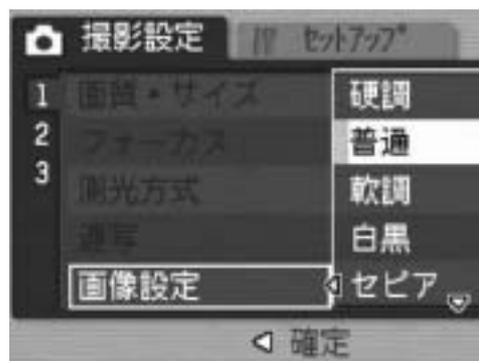 撮影設定 セットアップ
1 画質・サイズ 硬調
2 フォーカス 普通
3 測光方式 軟調
連写 白黒
画像設定 セピア
確定